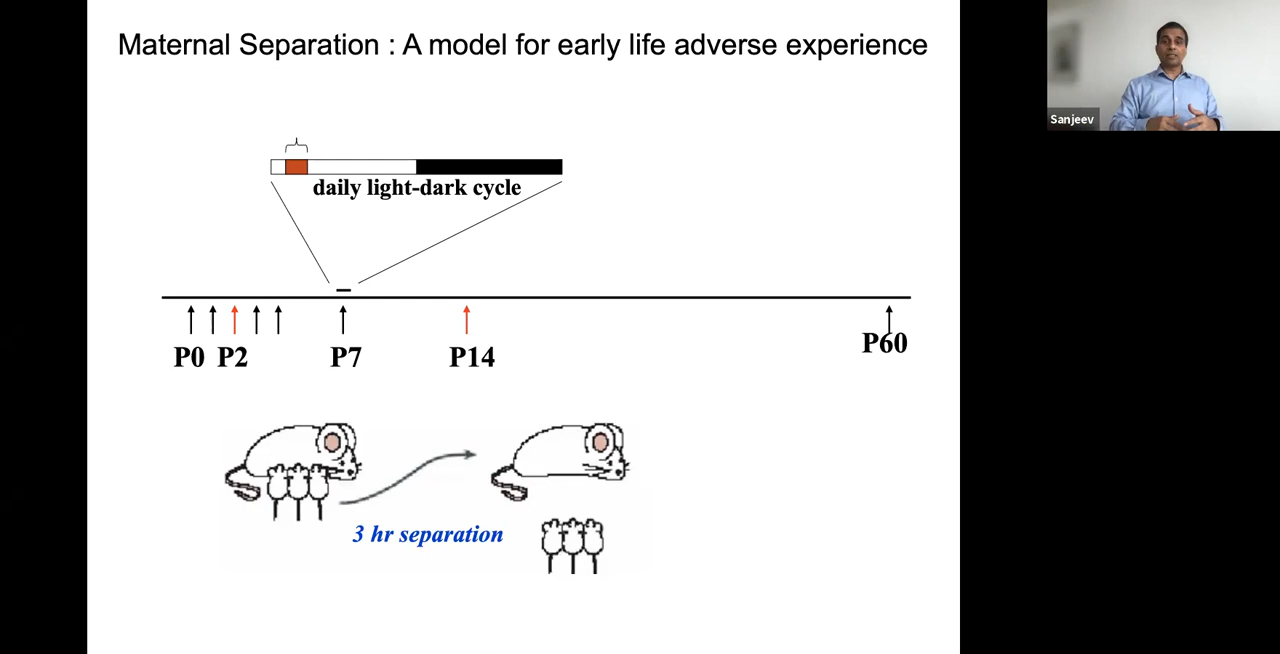 Maternal Separation : A model for early life adverse experience
Sanjeev
daily light-dark cycle
P0 P2 P7 P14 P60
3 hr separation